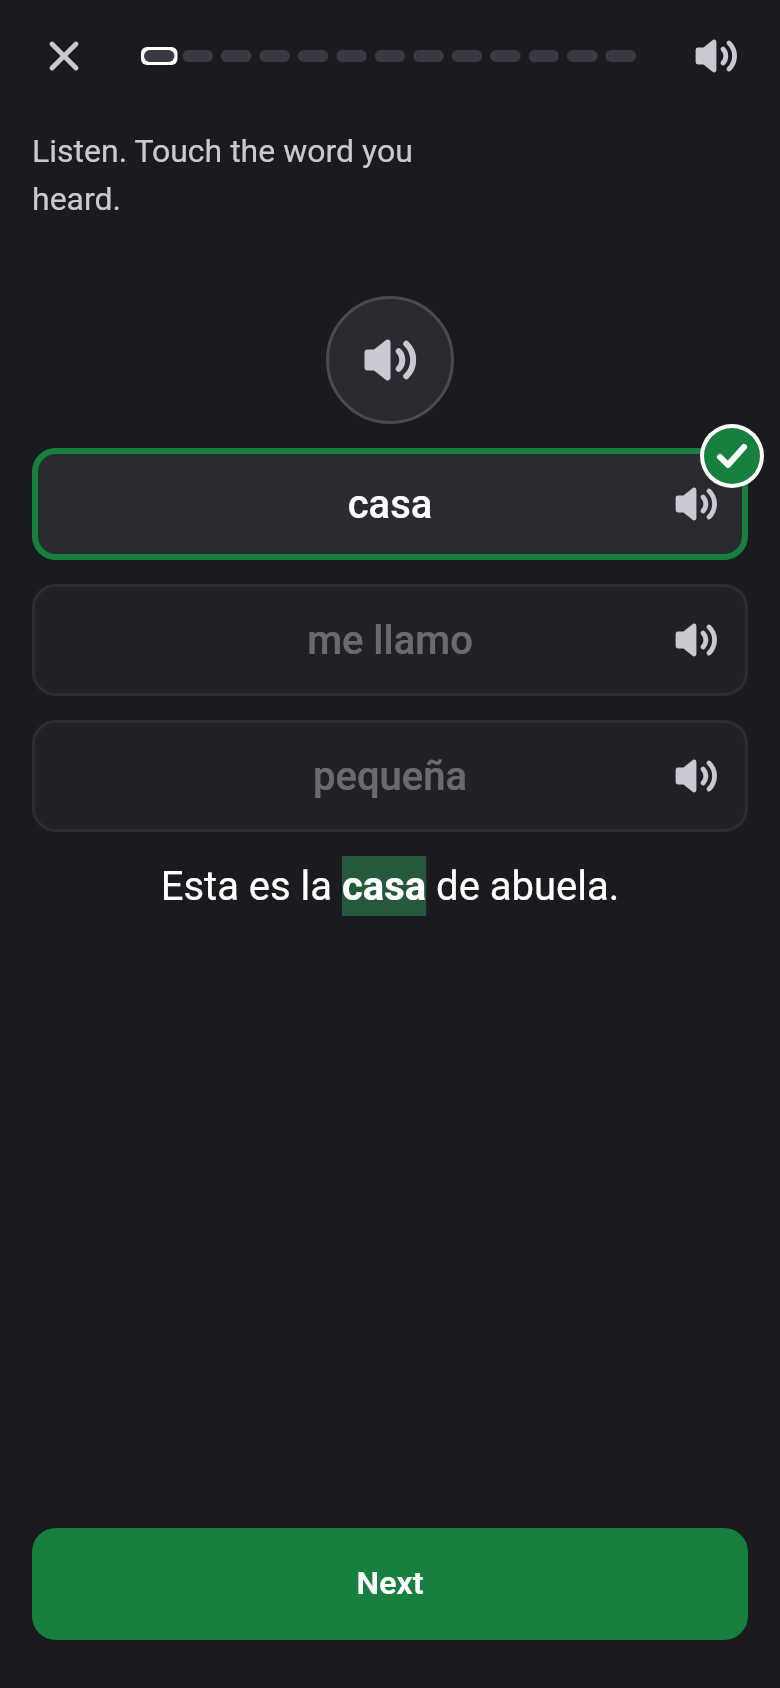 Listen. Touch the word you
heard.
casa
me llamo
pequeña
Esta es la casa de abuela.
Next